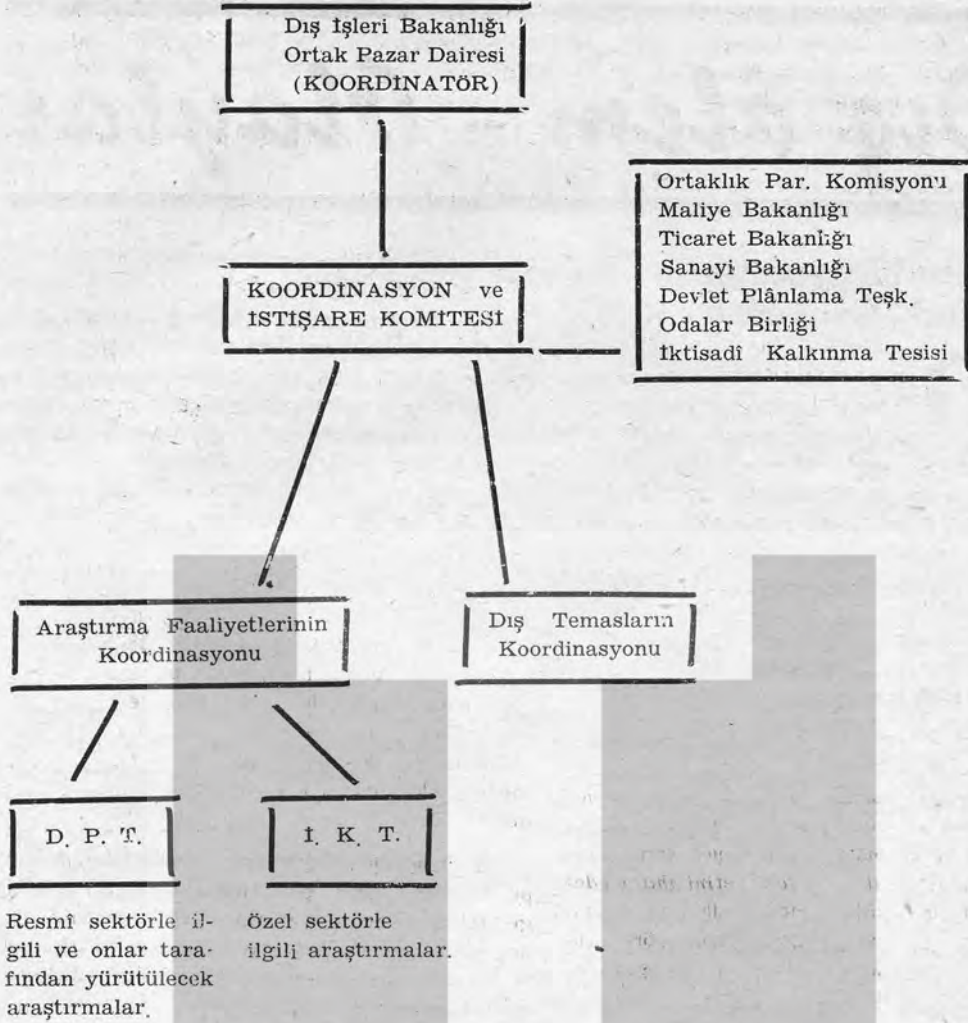 Dış İşleri Bakanlığı
Ortak Pazar Dairesi
(KOORDİNATÖR)
Ortaklık Par. Komisyonu
Maliye Bakanlığı
Ticaret Bakanlığı
Sanayi Bakanlığı
Devlet Plânlama Teşk.
Odalar Birliği
İktisadî Kalkınma Tesisi
KOORDİNASYON ve
İSTİŞARE KOMİTESİ
Araştırma Faaliyetlerinin
Koordinasyonu
Dış Temasların
Koordinasyonu
D. P. T.
İ. K. T.
Resmî sektörle il-
gili ve onlar tara-
fından yürütülecek
araştırmalar.
Özel sektörle
ilgili araştırmalar.